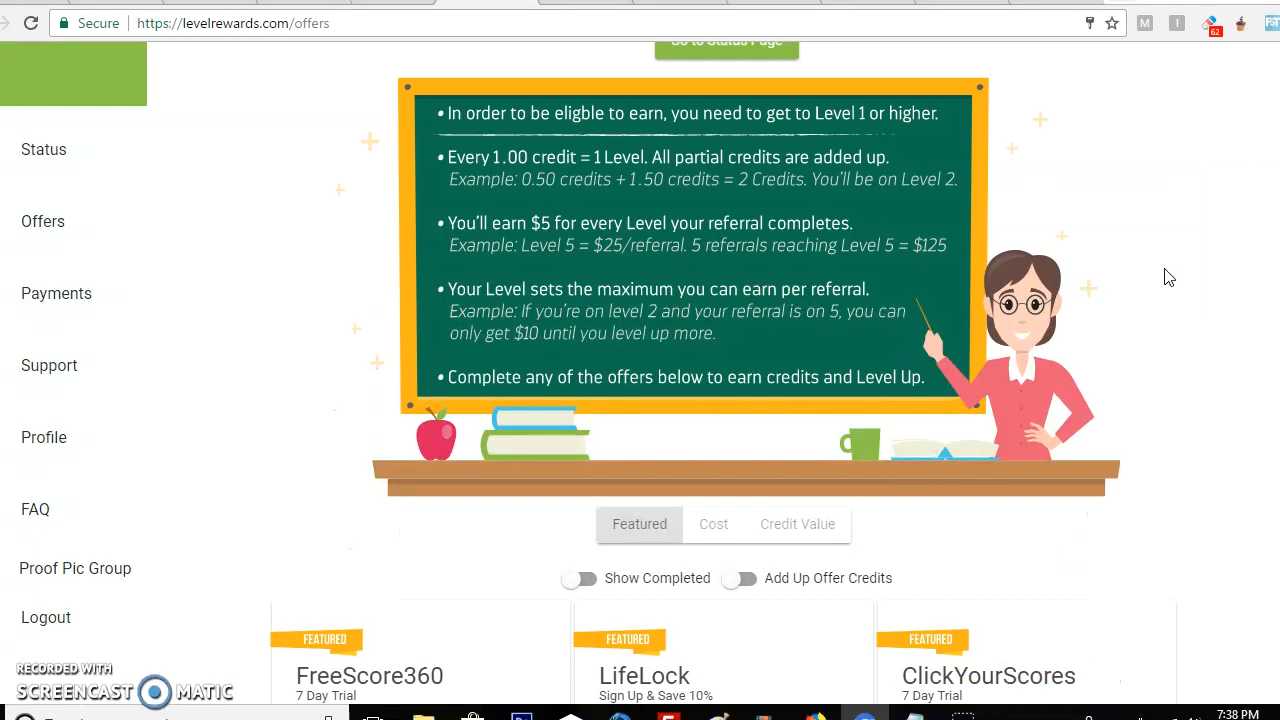 Secure
https://levelrewards.com/offers
M
I
62
FST
Go to Status Page
Status
Offers
Payments
Support
Profile
FAQ
Proof Pic Group
Logout
• In order to be eligble to earn, you need to get to Level 1 or higher.
• Every 1.00 credit = 1 Level. All partial credits are added up.
Example: 0.50 credits + 1.50 credits = 2 Credits. You'll be on Level 2.
• You'll earn $5 for every Level your referral completes.
Example: Level 5 = $25/referral. 5 referrals reaching Level 5 = $125
• Your Level sets the maximum you can earn per referral.
Example: If you're on level 2 and your referral is on 5, you can
only get $10 until you level up more.
• Complete any of the offers below to earn credits and Level Up.
Featured Cost Credit Value
Show Completed Add Up Offer Credits
FEATURED
FreeScore360
7 Day Trial
FEATURED
LifeLock
Sign Up & Save 10%
FEATURED
ClickYourScores
7 Day Trial
RECORDED WITH
SCREENCAST MATIC
7:38 PM